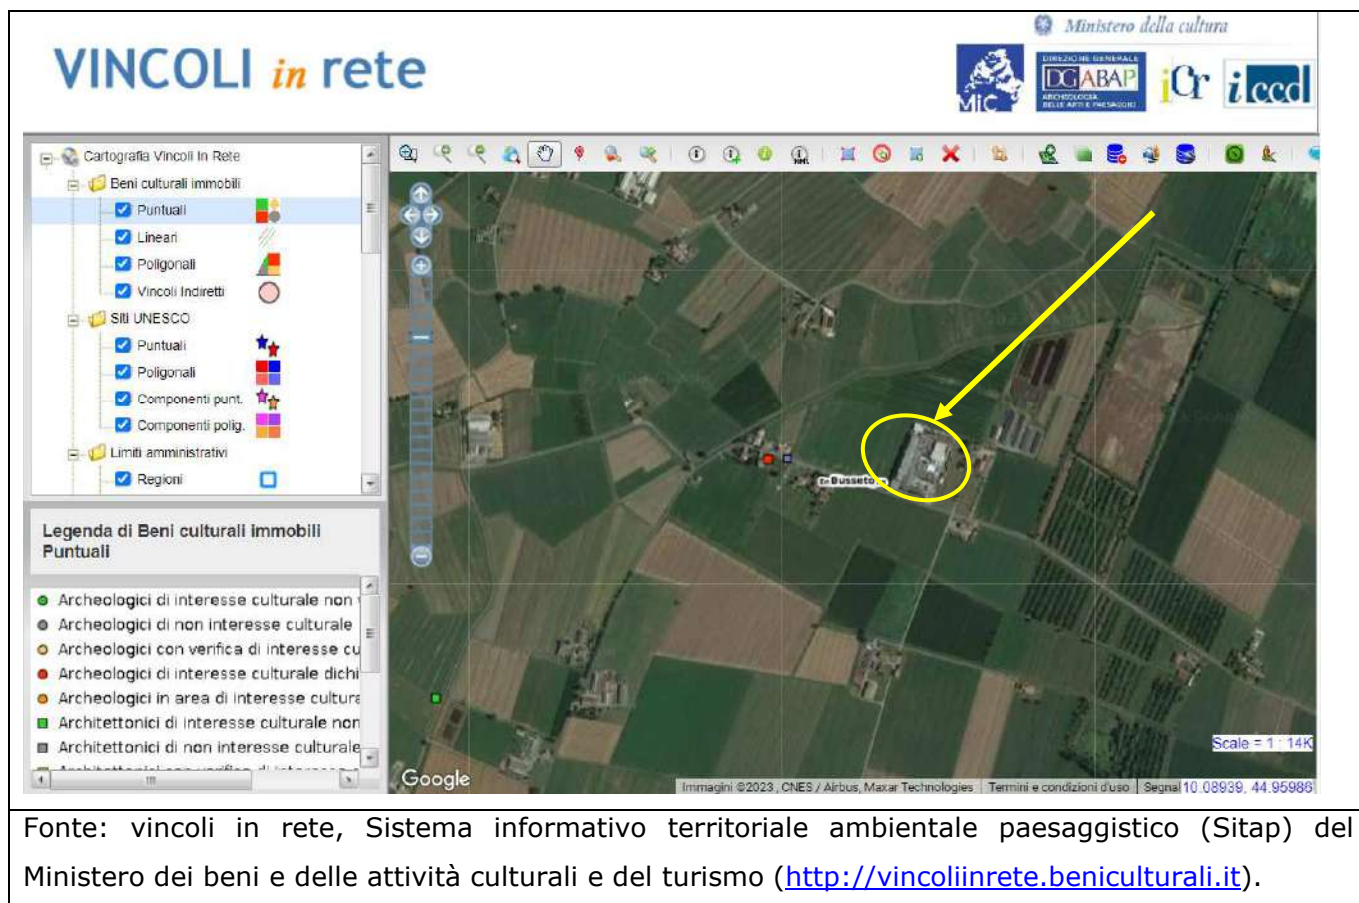 Ministero della cultura
VINCOLI in rete
MiC
DIREZIONE GENERALE
DGABAP
ARCHEOLOGIA
BELLE ARTI E PAESAGGIO
iCr
iccd
Cartografia Vincoli In Rete
Beni culturali immobili
Puntuali
Lineari
Poligonali
Vincoli Indiretti
Siti UNESCO
Puntuali
Poligonali
Componenti punt.
Componenti polig.
Limiti amministrativi
Regioni
Legenda di Beni culturali immobili
Puntuali
Archeologici di interesse culturale non
Archeologici di non interesse culturale
Archeologici con verifica di interesse cu
Archeologici di interesse culturale dichi
Archeologici in area di interesse cultura
Architettonici di interesse culturale non
Architettonici di non interesse culturale
Busseto
Scale = 1 : 14K
Google
Immagini ©2023 , CNES / Airbus, Maxar Technologies
Termini e condizioni d'uso
Segnal
10.08939, 44.95986
Fonte: vincoli in rete, Sistema informativo territoriale ambientale paesaggistico (Sitap) del
Ministero dei beni e delle attività culturali e del turismo (http://vincoliinrete.beniculturali.it).